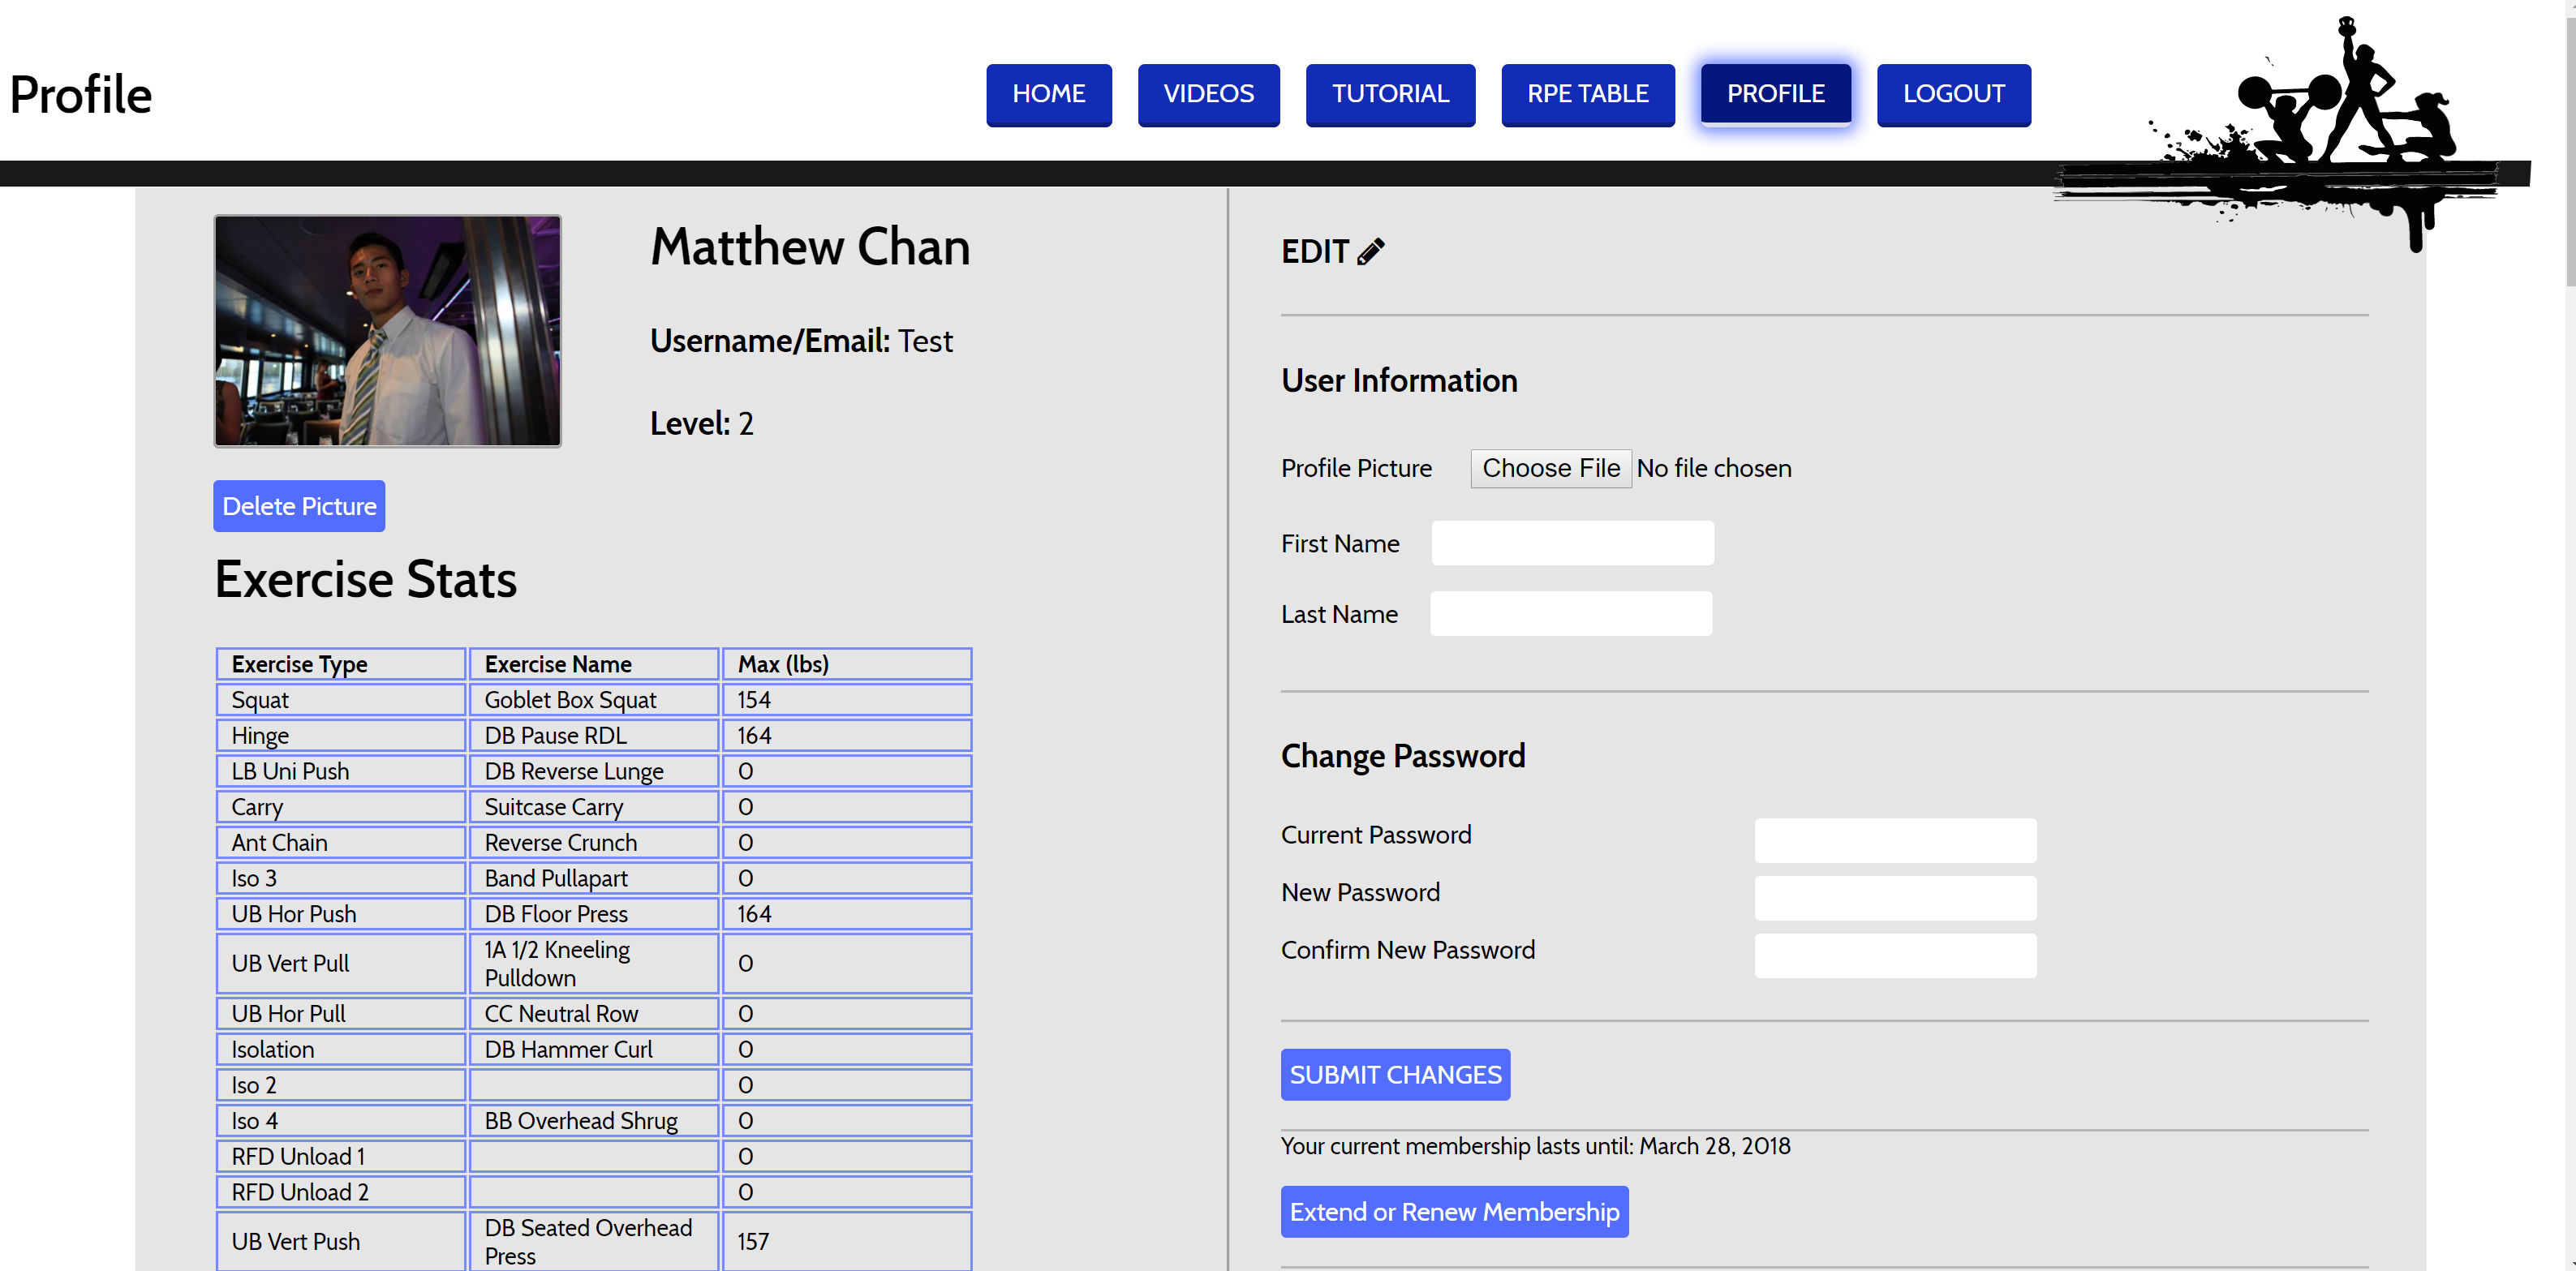 Profile
HOME
VIDEOS
TUTORIAL
RPE TABLE
PROFILE
LOGOUT
Matthew Chan
Username/Email: Test
Level: 2
Delete Picture
Exercise Stats
Exercise Type Exercise Name Max (lbs)
Squat Goblet Box Squat 154
Hinge DB Pause RDL 164
LB Uni Push DB Reverse Lunge 0
Carry Suitcase Carry 0
Ant Chain Reverse Crunch 0
Iso 3 Band Pullapart 0
UB Hor Push DB Floor Press 164
UB Vert Pull 1A 1/2 Kneeling
Pulldown 0
UB Hor Pull CC Neutral Row 0
Isolation DB Hammer Curl 0
Iso 2 0
Iso 4 BB Overhead Shrug 0
RFD Unload 1 0
RFD Unload 2 0
UB Vert Push DB Seated Overhead
Press 157
EDIT
User Information
Profile Picture Choose File No file chosen
First Name
Last Name
Change Password
Current Password
New Password
Confirm New Password
SUBMIT CHANGES
Your current membership lasts until: March 28, 2018
Extend or Renew Membership